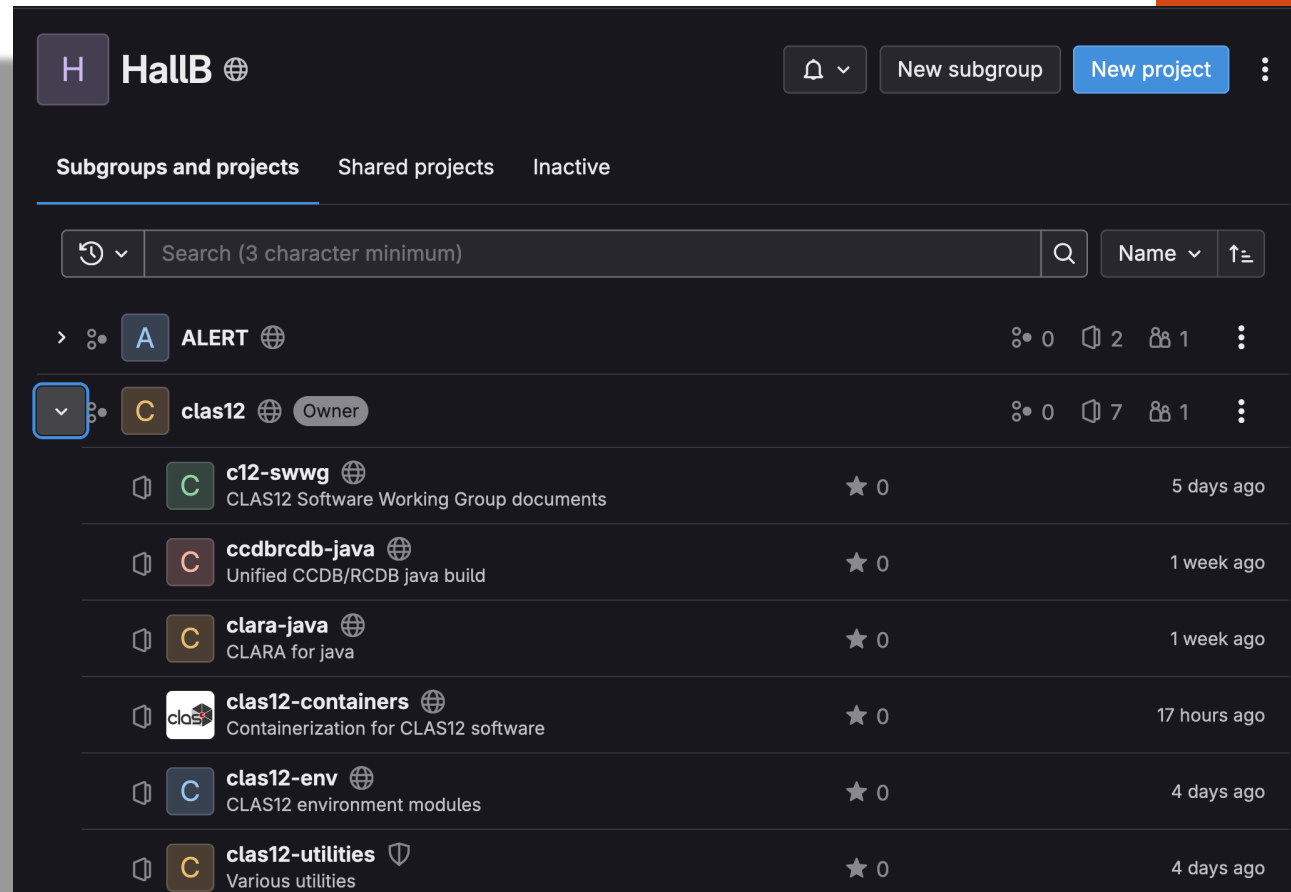 H HallB New subgroup New project
Subgroups and projects Shared projects Inactive
Search (3 character minimum) Name
A ALERT 0 2 1
C clas12 Owner 0 7 1
C c12-swwg 0 5 days ago
CLAS12 Software Working Group documents
C ccdbrcdb-java 0 1 week ago
Unified CCDB/RCDB java build
C clara-java 0 1 week ago
CLARA for java
clas clas12-containers 0 17 hours ago
Containerization for CLAS12 software
C clas12-env 0 4 days ago
CLAS12 environment modules
C clas12-utilities 0 4 days ago
Various utilities